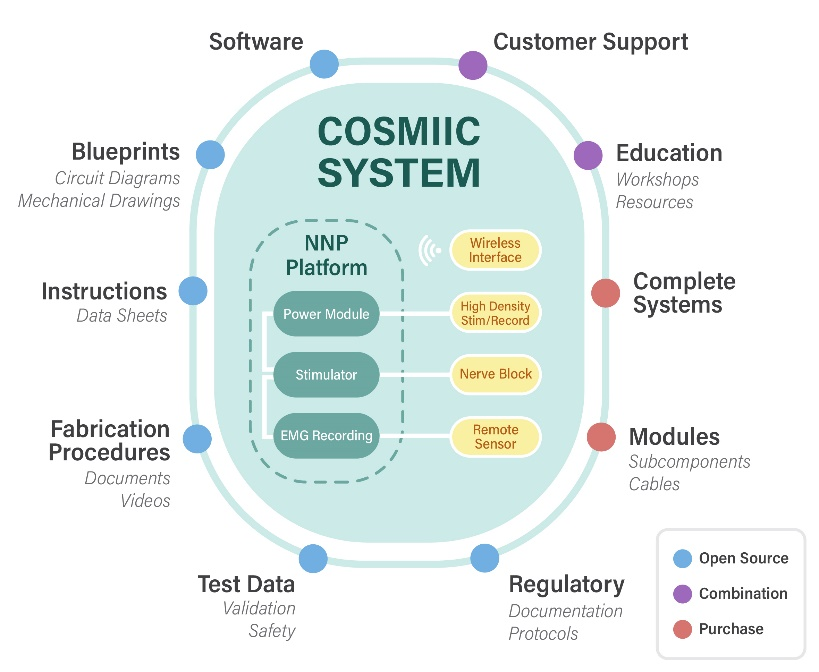 Software
Customer Support
COSMIIC
SYSTEM
Blueprints
Circuit Diagrams
Mechanical Drawings
Education
Workshops
Resources
NNP
Platform
Wireless
Interface
Instructions
Data Sheets
Power Module
High Density
Stim/Record
Complete
Systems
Stimulator
Nerve Block
Fabrication
Procedures
Documents
Videos
EMG Recording
Remote
Sensor
Modules
Subcomponents
Cables
Test Data
Validation
Safety
Regulatory
Documentation
Protocols
Open Source
Combination
Purchase